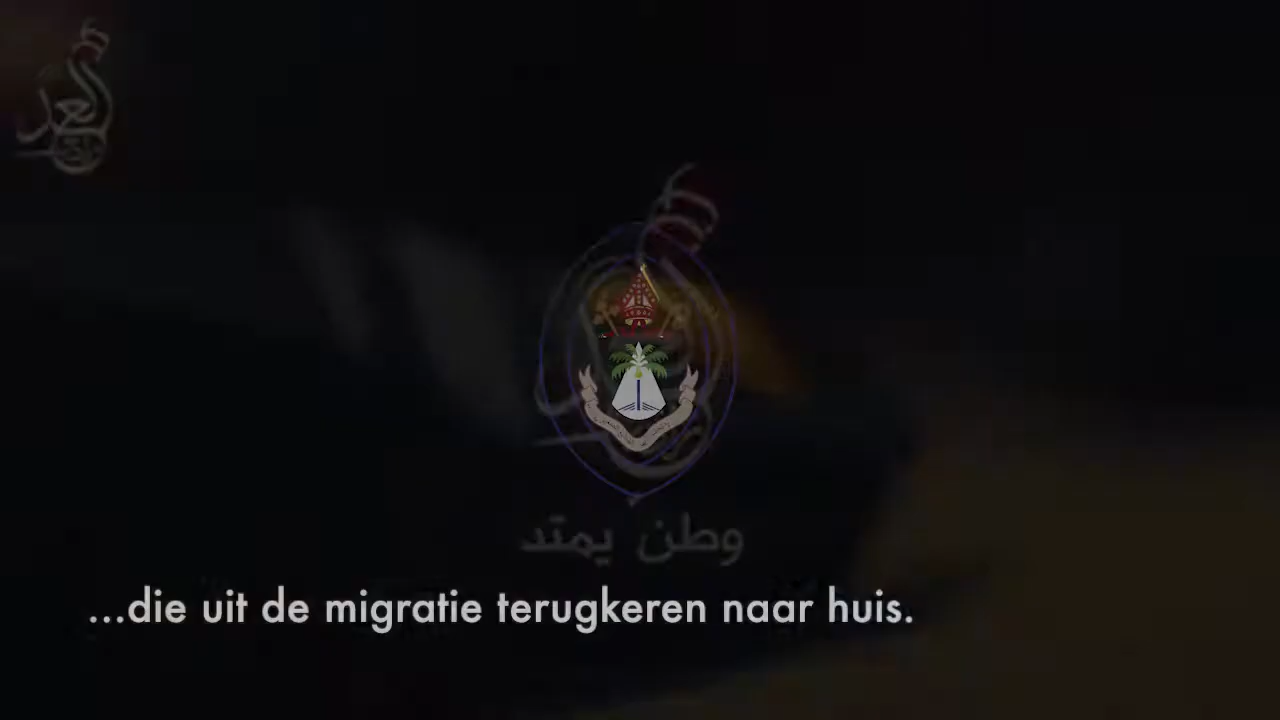 وطن يمتد
...die uit de migratie terugkeren naar huis.